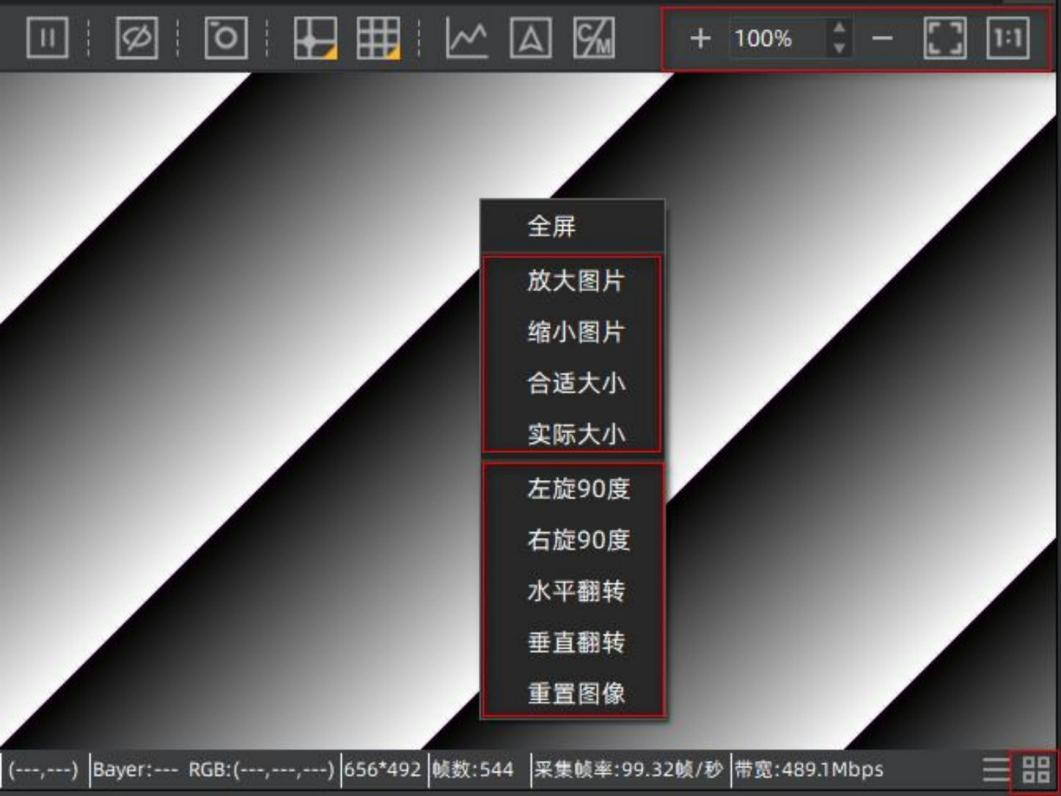 C/M
100%
1:1
全屏
放大图片
缩小图片
合适大小
实际大小
左旋90度
右旋90度
水平翻转
垂直翻转
重置图像
(---,---) Bayer:--- RGB:(---,---,---) 656*492 帧数:544 采集帧率:99.32帧/秒 带宽:489.1Mbps